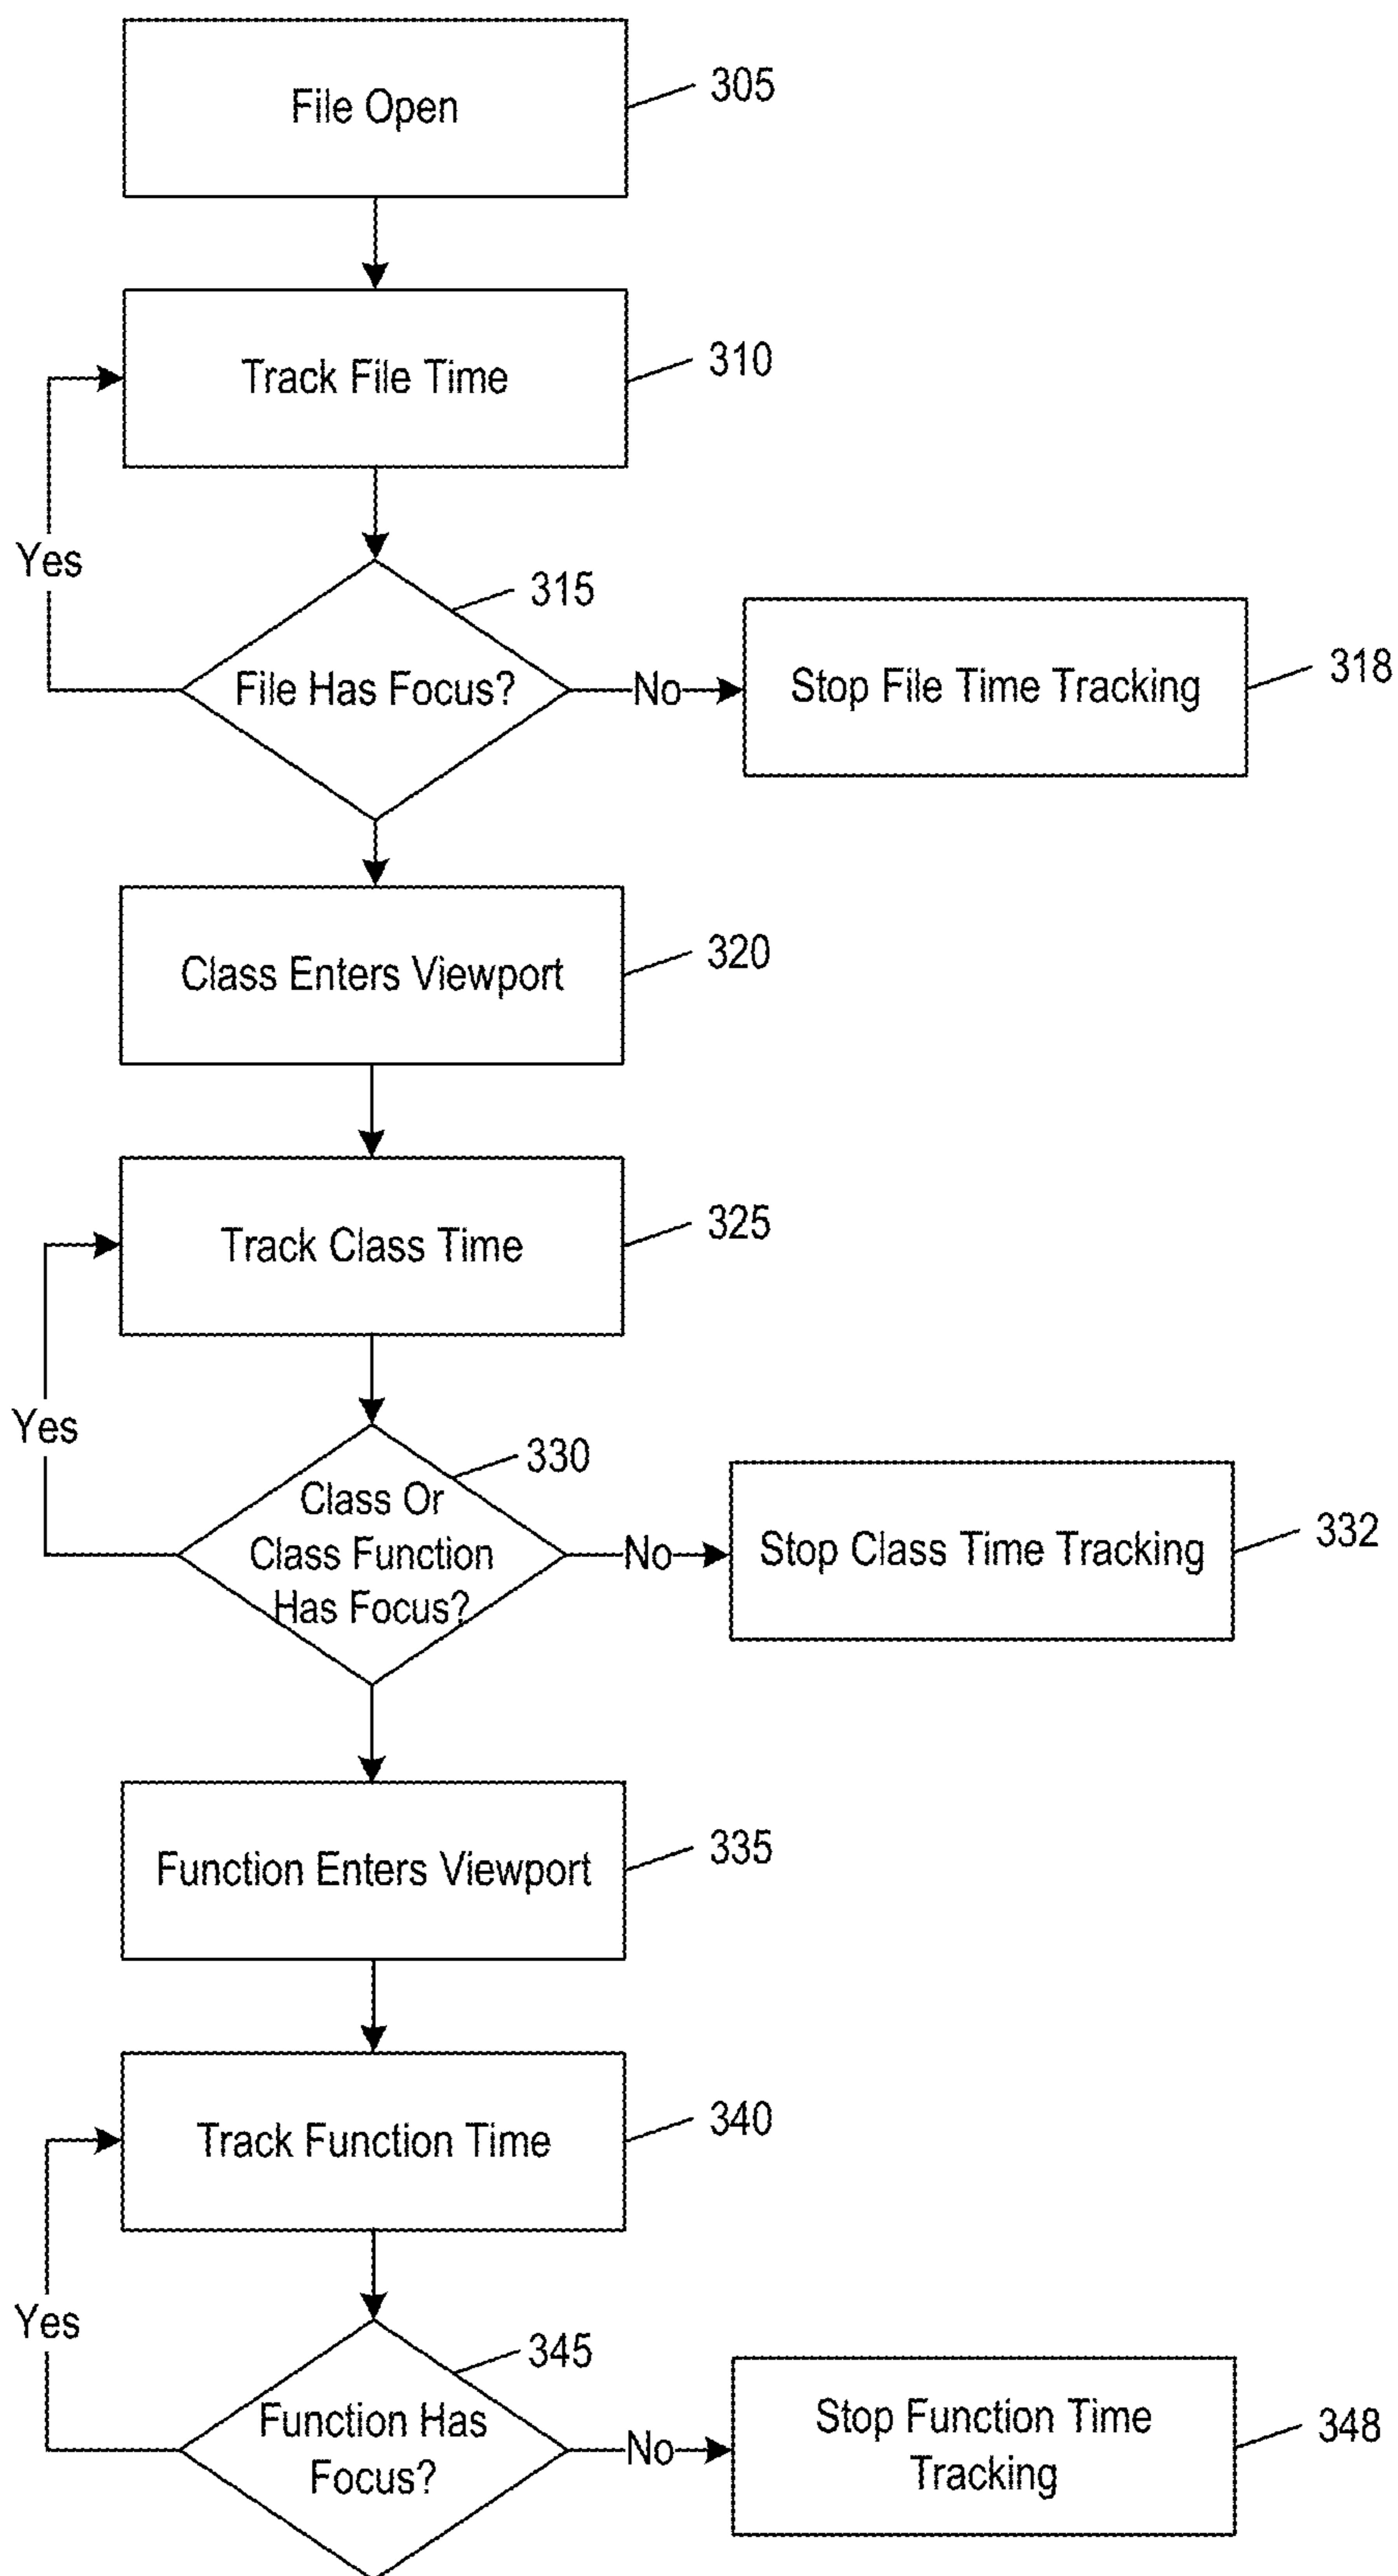 File Open
305
Track File Time
310
Yes
315
File Has Focus?
No
Stop File Time Tracking
318
Class Enters Viewport
320
Track Class Time
325
Yes
330
Class Or
Class Function
Has Focus?
No
Stop Class Time Tracking
332
Function Enters Viewport
335
Track Function Time
340
Yes
345
Function Has
Focus?
No
Stop Function Time
Tracking
348